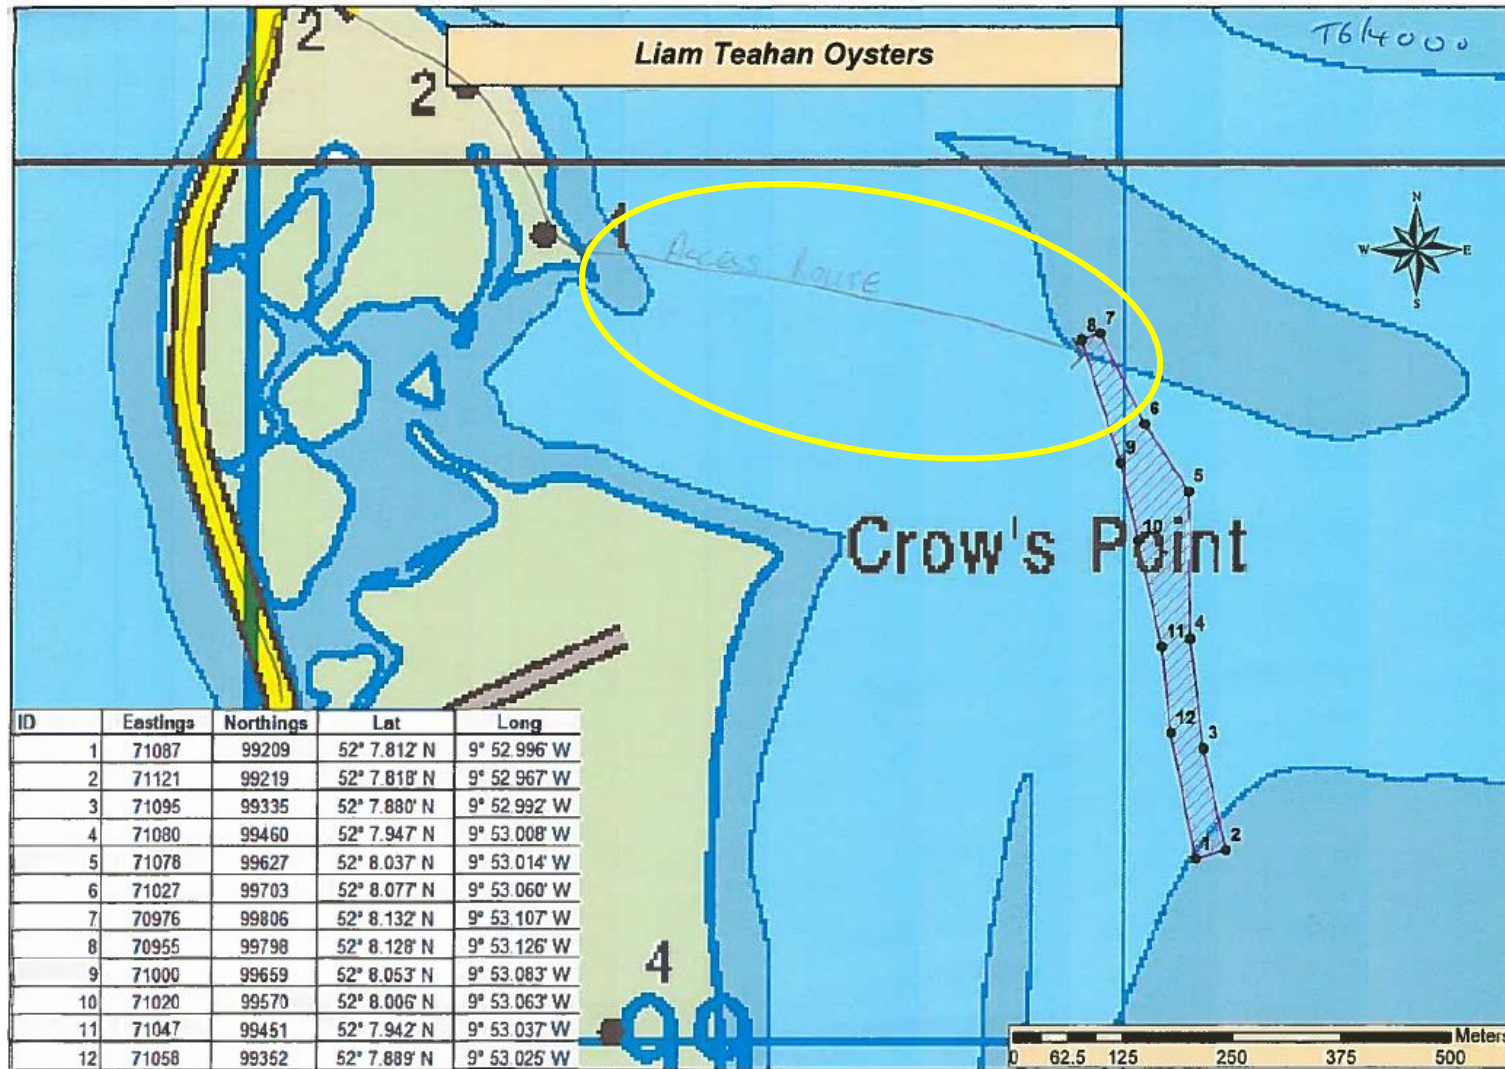 Liam Teahan Oysters
T6/4000
2
2
1
Access Route
N
W E
S
8 7
6
9
5
10
Crow's Point
11 4
12
3
1 2
4
99
ID Eastings Northings Lat Long
1 71087 99209 52° 7.812' N 9° 52.996' W
2 71121 99219 52° 7.818' N 9° 52.967' W
3 71095 99335 52° 7.880' N 9° 52.992' W
4 71080 99460 52° 7.947' N 9° 53.008' W
5 71078 99627 52° 8.037' N 9° 53.014' W
6 71027 99703 52° 8.077' N 9° 53.060' W
7 70976 99806 52° 8.132' N 9° 53.107' W
8 70955 99798 52° 8.128' N 9° 53.126' W
9 71000 99659 52° 8.053' N 9° 53.083' W
10 71020 99570 52° 8.006' N 9° 53.063' W
11 71047 99451 52° 7.942' N 9° 53.037' W
12 71058 99352 52° 7.889' N 9° 53.025' W
Meters
0 62.5 125 250 375 500